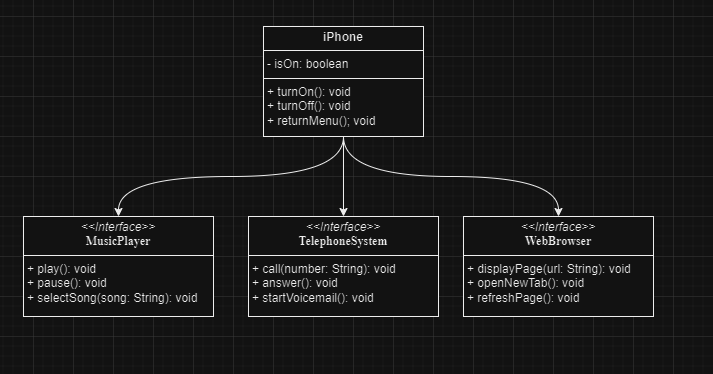 iPhone
- isOn: boolean
+ turnOn(): void
+ turnOff(): void
+ returnMenu(); void
<<Interface>>
MusicPlayer
+ play(): void
+ pause(): void
+ selectSong(song: String): void
<<Interface>>
TelephoneSystem
+ call(number: String): void
+ answer(): void
+ startVoicemail(): void
<<Interface>>
WebBrowser
+ displayPage(url: String): void
+ openNewTab(): void
+ refreshPage(): void